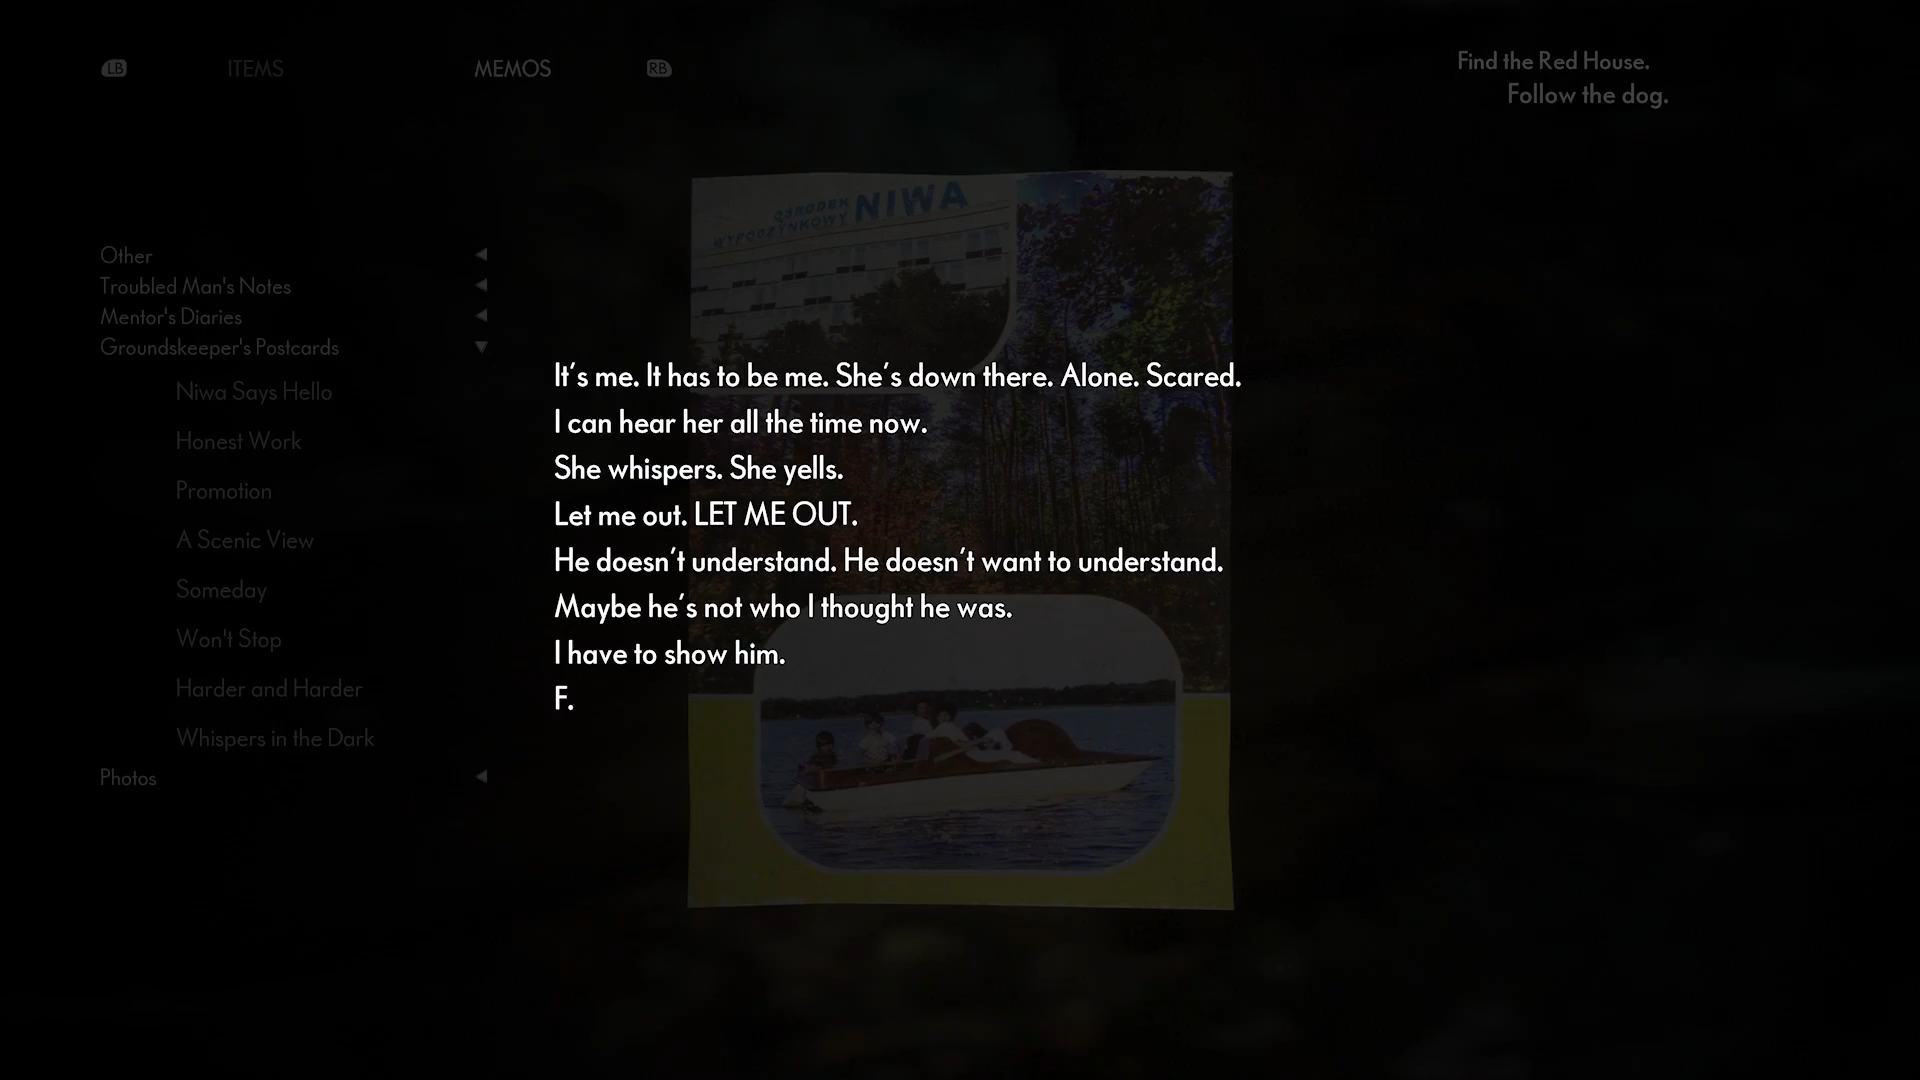 LB ITEMS MEMOS RB
Find the Red House.
Follow the dog.
OŚRODEK
WYPOCZYNKOWY NIWA
Other
Troubled Man's Notes
Mentor's Diaries
Groundskeeper's Postcards
Niwa Says Hello
Honest Work
Promotion
A Scenic View
Someday
Won't Stop
Harder and Harder
Whispers in the Dark
Photos
It's me. It has to be me. She's down there. Alone. Scared.
I can hear her all the time now.
She whispers. She yells.
Let me out. LET ME OUT.
He doesn't understand. He doesn't want to understand.
Maybe he's not who I thought he was.
I have to show him.
F.